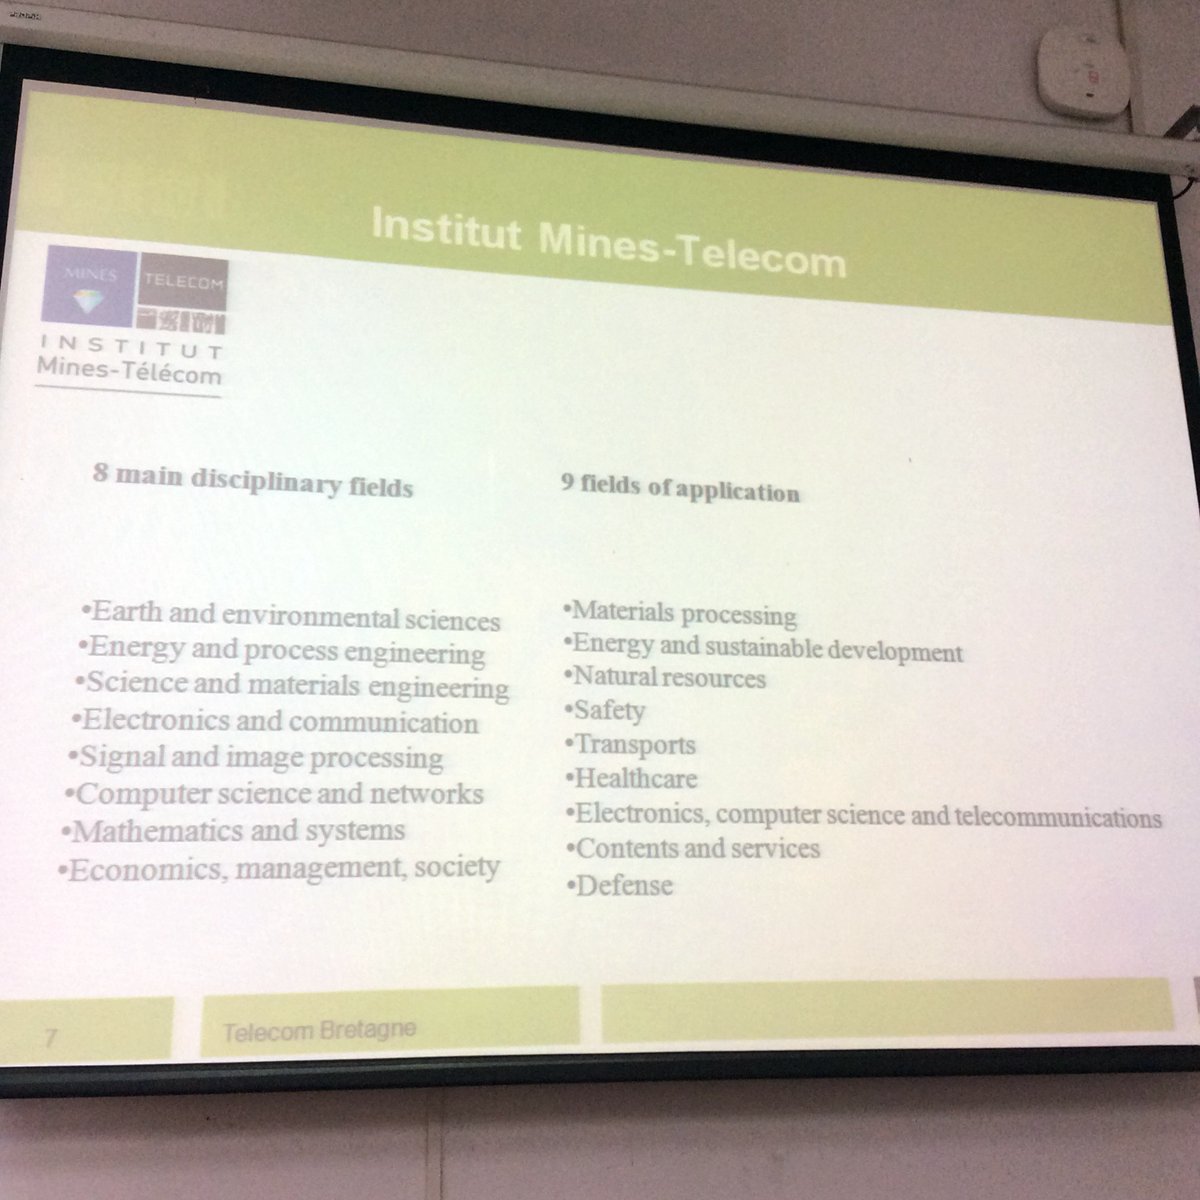 Institut Mines-Telecom
MINES
TELECOM
INSTITUT
Mines-Télécom
8 main disciplinary fields
•Earth and environmental sciences
•Energy and process engineering
•Science and materials engineering
•Electronics and communication
•Signal and image processing
•Computer science and networks
•Mathematics and systems
•Economics, management, society
9 fields of application
•Materials processing
•Energy and sustainable development
•Natural resources
•Safety
•Transports
•Healthcare
•Electronics, computer science and telecommunications
•Contents and services
•Defense
7
Telecom Bretagne